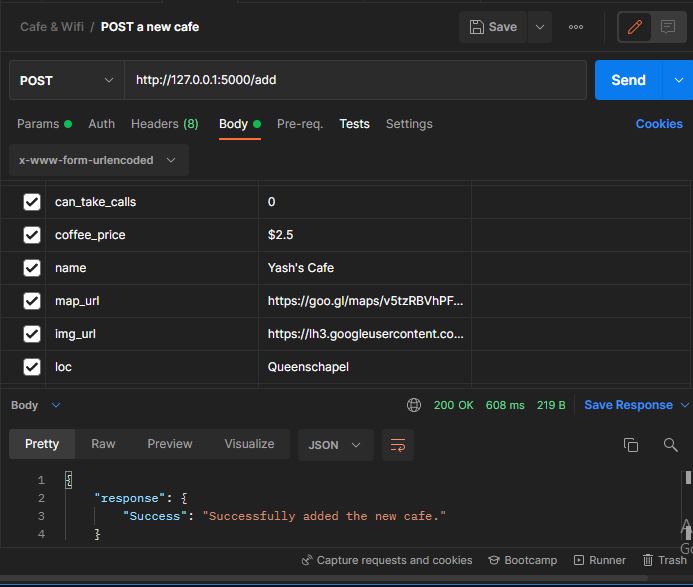 Cafe & Wifi / POST a new cafe
Save
POST
http://127.0.0.1:5000/add
Send
Params
Auth
Headers (8)
Body
Pre-req.
Tests
Settings
Cookies
x-www-form-urlencoded
can_take_calls 0
coffee_price $2.5
name Yash's Cafe
map_url https://goo.gl/maps/v5tzRBVhPF...
img_url https://lh3.googleusercontent.co...
loc Queenschapel
Body
200 OK 608 ms 219 B
Save Response
Pretty
Raw
Preview
Visualize
JSON
1 {
2 "response": {
3 "Success": "Successfully added the new cafe."
4 }
Capture requests and cookies
Bootcamp
Runner
Trash